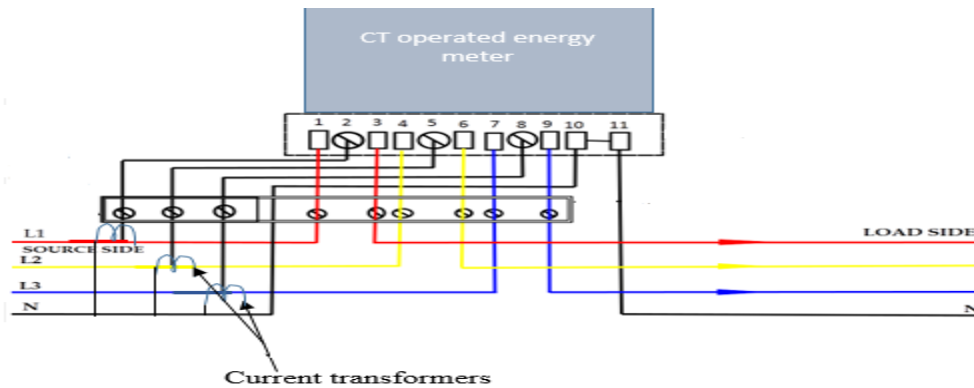 CT operated energy
meter
1 2 3 4 5 6 7 8 9 10 11
L1
LOAD SIDE
SOURCE SIDE
L2
L3
N
N
Current transformers